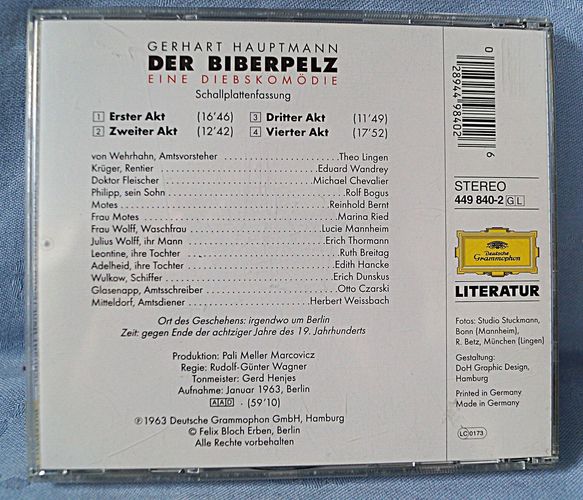 GERHART HAUPTMANN
DER BIBERPELZ
EINE DIEBSKOMÖDIE
Schallplattenfassung
1 Erster Akt (16'46) 3 Dritter Akt (11'49)
2 Zweiter Akt (12'42) 4 Vierter Akt (17'52)
von Wehrhahn, Amtsvorsteher ........ Theo Lingen
Krüger, Rentier ........ Eduard Wandrey
Doktor Fleischer ........ Michael Chevalier
Philipp, sein Sohn ........ Rolf Bogus
Motes ........ Reinhold Bernt
Frau Motes ........ Marina Ried
Frau Wolff, Waschfrau ........ Lucie Mannheim
Julius Wolff, ihr Mann ........ Erich Thormann
Leontine, ihre Tochter ........ Ruth Breitag
Adelheid, ihre Tochter ........ Edith Hancke
Wulkow, Schiffer ........ Erich Dunskus
Glasenapp, Amtsschreiber ........ Otto Czarski
Mitteldorf, Amtsdiener ........ Herbert Weissbach
Ort des Geschehens: irgendwo um Berlin
Zeit: gegen Ende der achtziger Jahre des 19. Jahrhunderts
Produktion: Pali Meller Marcovicz
Regie: Rudolf-Günter Wagner
Tonmeister: Gerd Henjes
Aufnahme: Januar 1963, Berlin
AAD · (59'10)
℗ 1963 Deutsche Grammophon GmbH, Hamburg
© Felix Bloch Erben, Berlin
Alle Rechte vorbehalten
0 28944 98402 6
STEREO
449 840-2 GL
Deutsche
Grammophon
LITERATUR
Fotos: Studio Stuckmann,
Bonn (Mannheim),
R. Betz, München (Lingen)
Gestaltung:
DoH Graphic Design,
Hamburg
Printed in Germany
Made in Germany
LC 0173